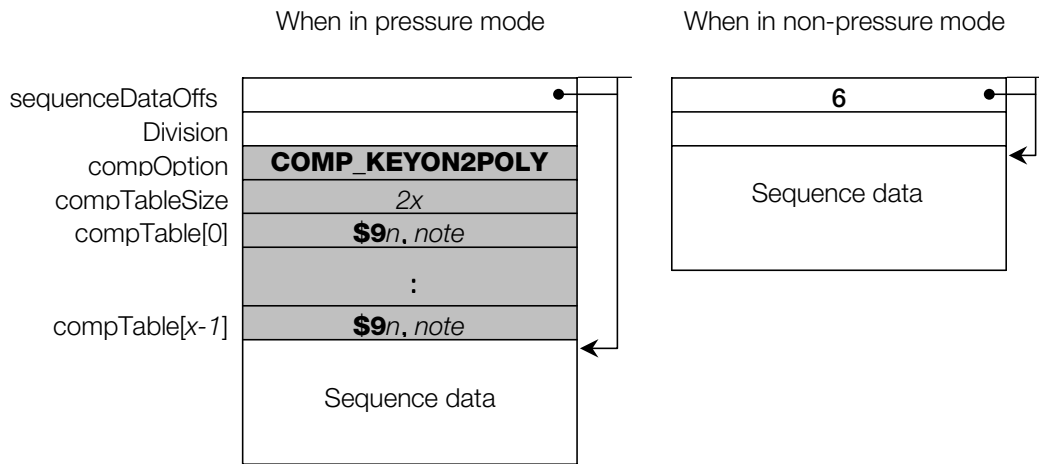 When in pressure mode
When in non-pressure mode
sequenceDataOffs
6
Division
compOption
COMP_KEYON2POLY
compTableSize
2x
Sequence data
compTable[0]
$9n, note
:
compTable[x-1]
$9n, note
Sequence data